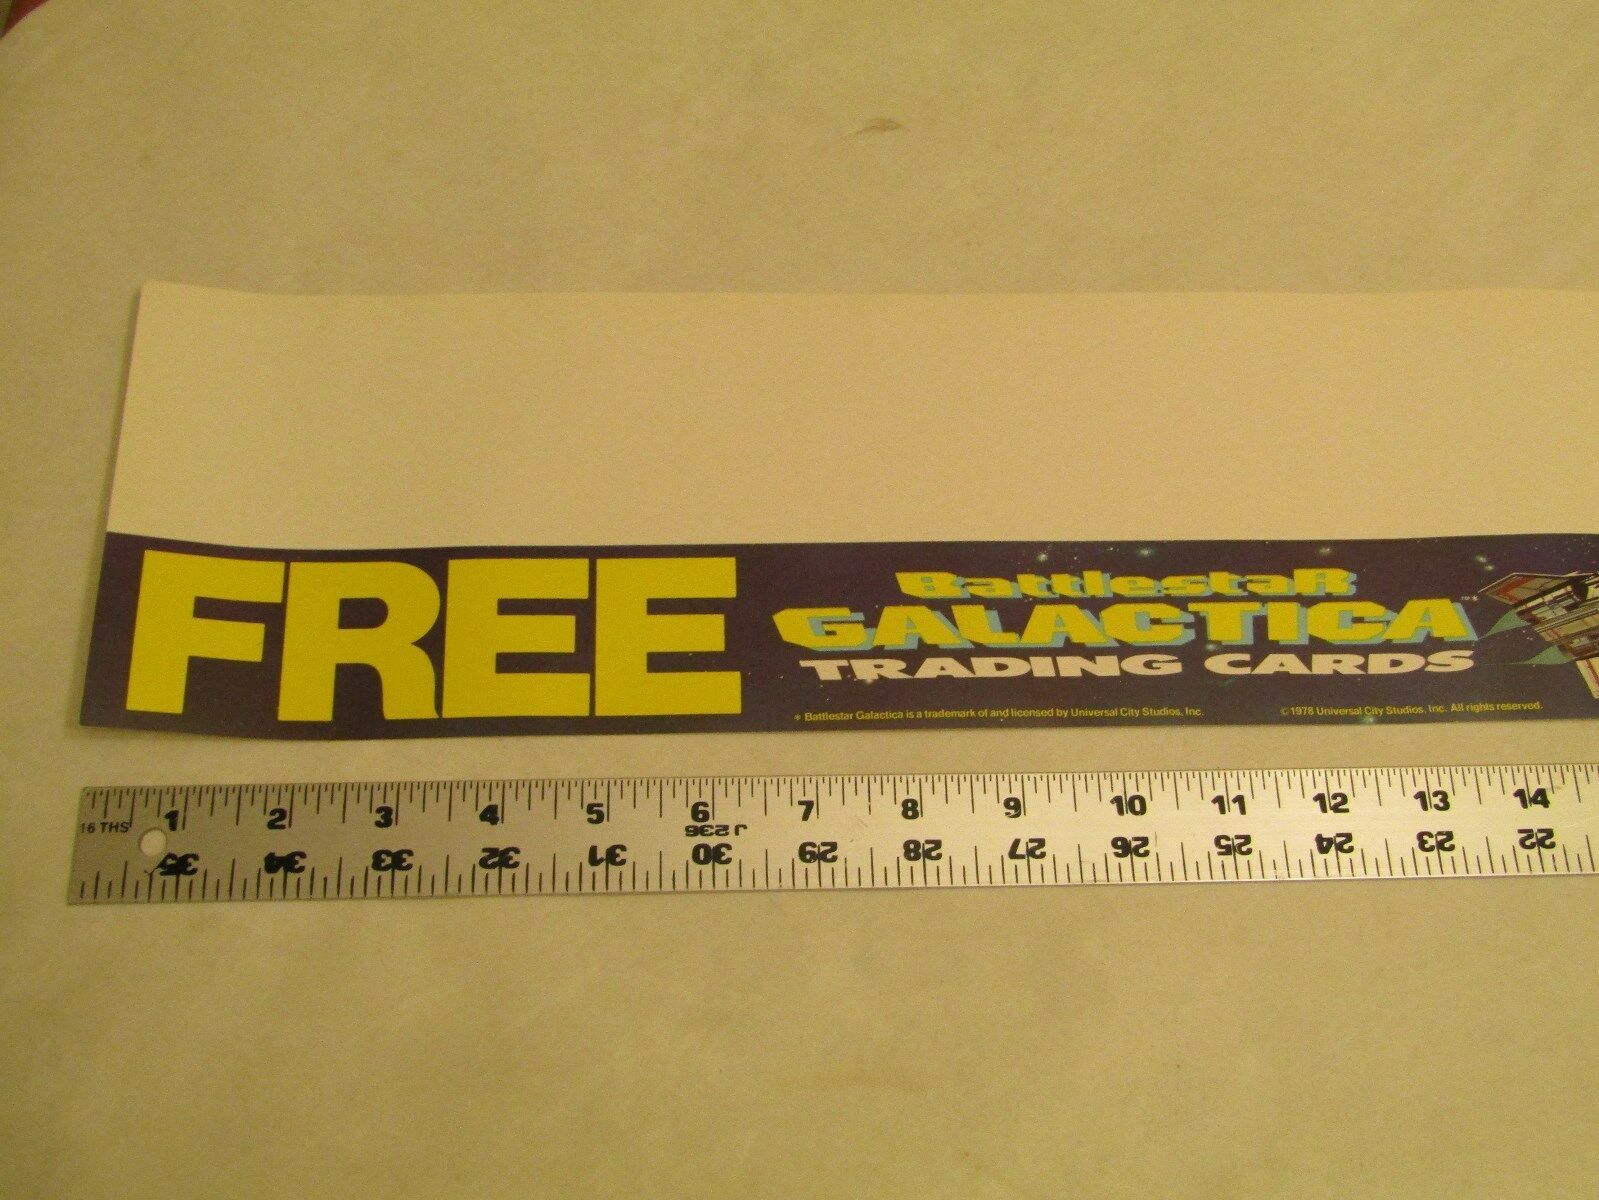 FREE
BattlestaR
GALACTICA
TM*
TRADING CARDS
* Battlestar Galactica is a trademark of and licensed by Universal City Studios, Inc.
© 1978 Universal City Studios, Inc. All rights reserved.
16 THS 1 2 3 4 5 6 7 8 9 10 11 12 13 14
J 236
35 34 33 32 31 30 29 28 27 26 25 24 23 22